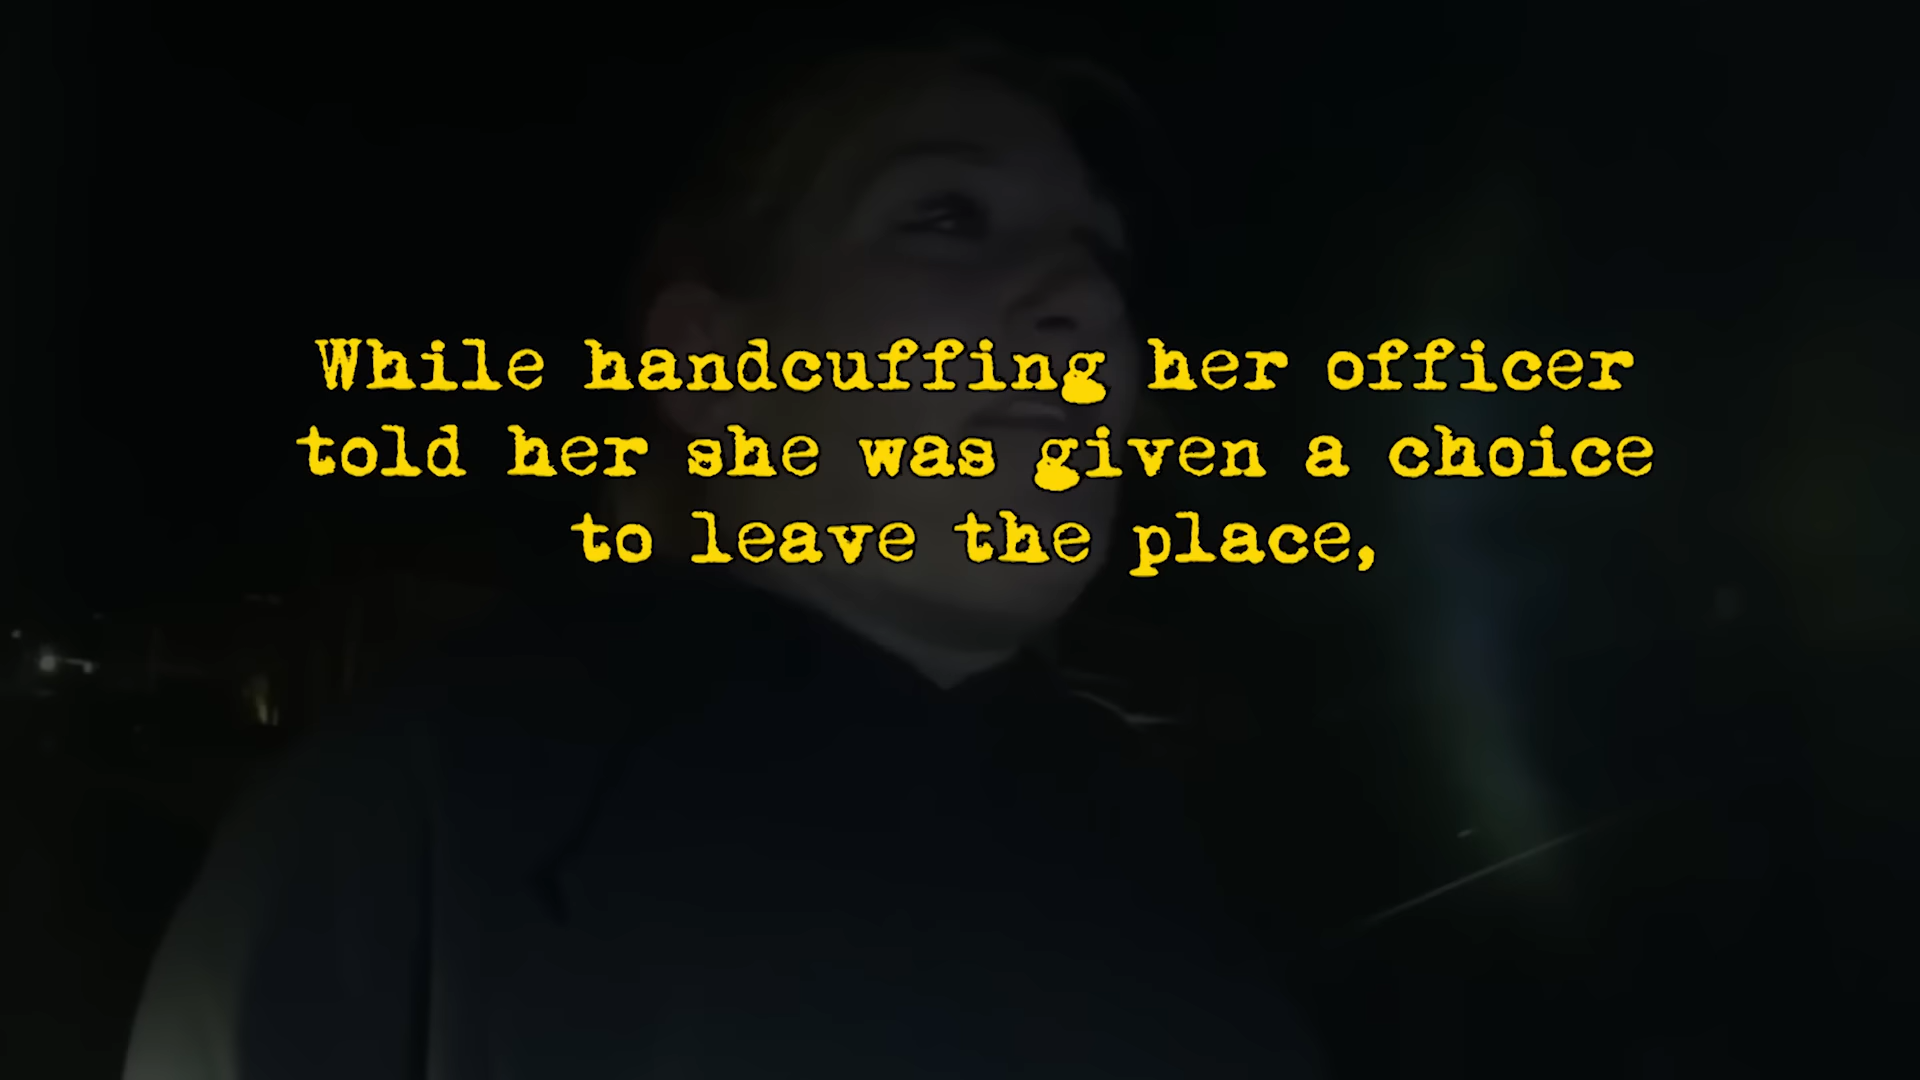 While handcuffing her officer
told her she was given a choice
to leave the place,